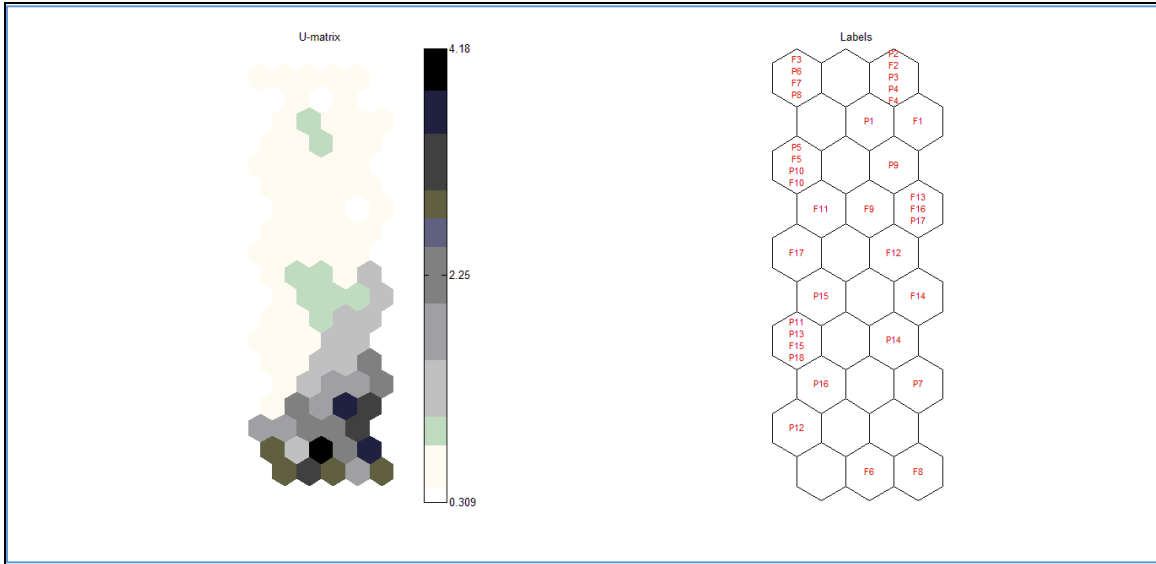 U-matrix
4.18
2.25
0.309
Labels
F3
P6
F7
P8
P2
F2
P3
P4
F4
P1
F1
P5
F5
P10
F10
P9
F11
F9
F13
F16
P17
F17
F12
P15
F14
P11
P13
F15
P18
P14
P16
P7
P12
F6
F8